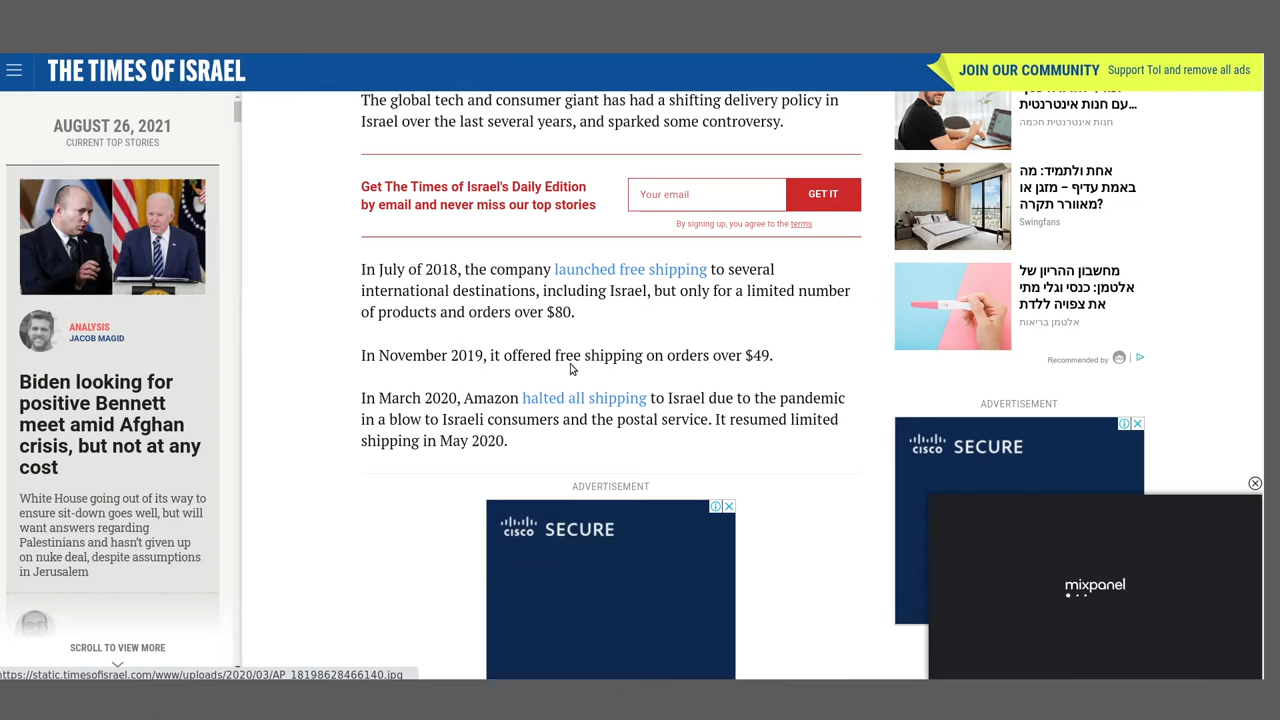 THE TIMES OF ISRAEL
JOIN OUR COMMUNITY Support ToI and remove all ads
AUGUST 26, 2021
CURRENT TOP STORIES
ANALYSIS
JACOB MAGID
Biden looking for
positive Bennett
meet amid Afghan
crisis, but not at any
cost
White House going out of its way to
ensure sit-down goes well, but will
want answers regarding
Palestinians and hasn't given up
on nuke deal, despite assumptions
in Jerusalem
SCROLL TO VIEW MORE
https://static.timesofisrael.com/www/uploads/2020/03/AP_18198628466140.jpg
The global tech and consumer giant has had a shifting delivery policy in
Israel over the last several years, and sparked some controversy.
Get The Times of Israel's Daily Edition
by email and never miss our top stories
Your email
GET IT
By signing up, you agree to the terms
In July of 2018, the company launched free shipping to several
international destinations, including Israel, but only for a limited number
of products and orders over $80.
In November 2019, it offered free shipping on orders over $49.
In March 2020, Amazon halted all shipping to Israel due to the pandemic
in a blow to Israeli consumers and the postal service. It resumed limited
shipping in May 2020.
ADVERTISEMENT
CISCO SECURE
עם חנות אינטרנטית...
חנות אינטרנטית חכמה
אחת ולתמיד: מה
באמת עדיף – מזגן או
מאוורר תקרה?
Swingfans
מחשבון ההריון של
אלטמן: כנסי וגלי מתי
את צפויה ללדת
אלטמן בריאות
Recommended by
ADVERTISEMENT
CISCO SECURE
mixpanel